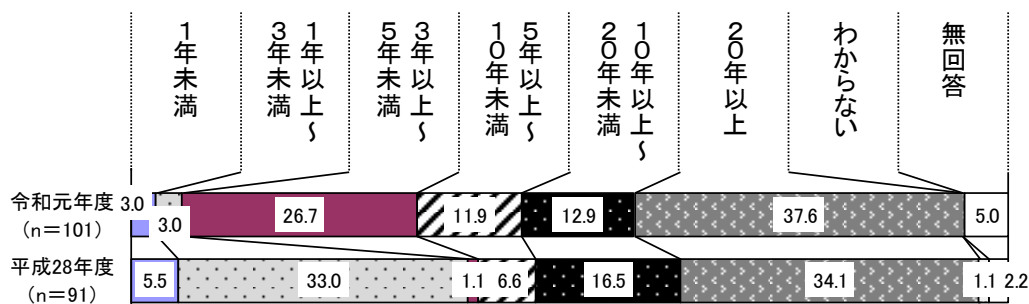 1年未満
1年以上~
3年未満
3年以上~
5年未満
5年以上~
10年未満
10年以上~
20年未満
20年以上
わからない
無回答
令和元年度
(n=101)
3.0
3.0
26.7
11.9
12.9
37.6
5.0
平成28年度
(n=91)
5.5
33.0
1.1
6.6
16.5
34.1
1.1
2.2